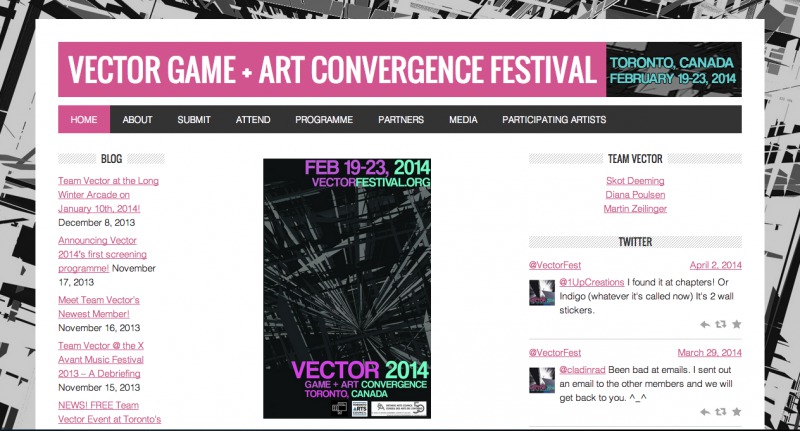 VECTOR GAME + ART CONVERGENCE FESTIVAL
TORONTO, CANADA
FEBRUARY 19-23, 2014
HOME ABOUT SUBMIT ATTEND PROGRAMME PARTNERS MEDIA PARTICIPATING ARTISTS
BLOG
Team Vector at the Long
Winter Arcade on
January 10th, 2014!
December 8, 2013
Announcing Vector
2014's first screening
programme! November
17, 2013
Meet Team Vector's
Newest Member!
November 16, 2013
Team Vector @ the X
Avant Music Festival
2013 – A Debriefing
November 15, 2013
NEWS! FREE Team
Vector Event at Toronto's
FEB 19-23, 2014
VECTORFESTIVAL.ORG
VECTOR 2014
GAME + ART CONVERGENCE
TORONTO, CANADA
TEAM VECTOR
Skot Deeming
Diana Poulsen
Martin Zeilinger
TWITTER
@VectorFest April 2, 2014
@1UpCreations I found it at chapters! Or
Indigo (whatever it's called now) It's 2 wall
stickers.
@VectorFest March 29, 2014
@cladinrad Been bad at emails. I sent out
an email to the other members and we will
get back to you. ^_^